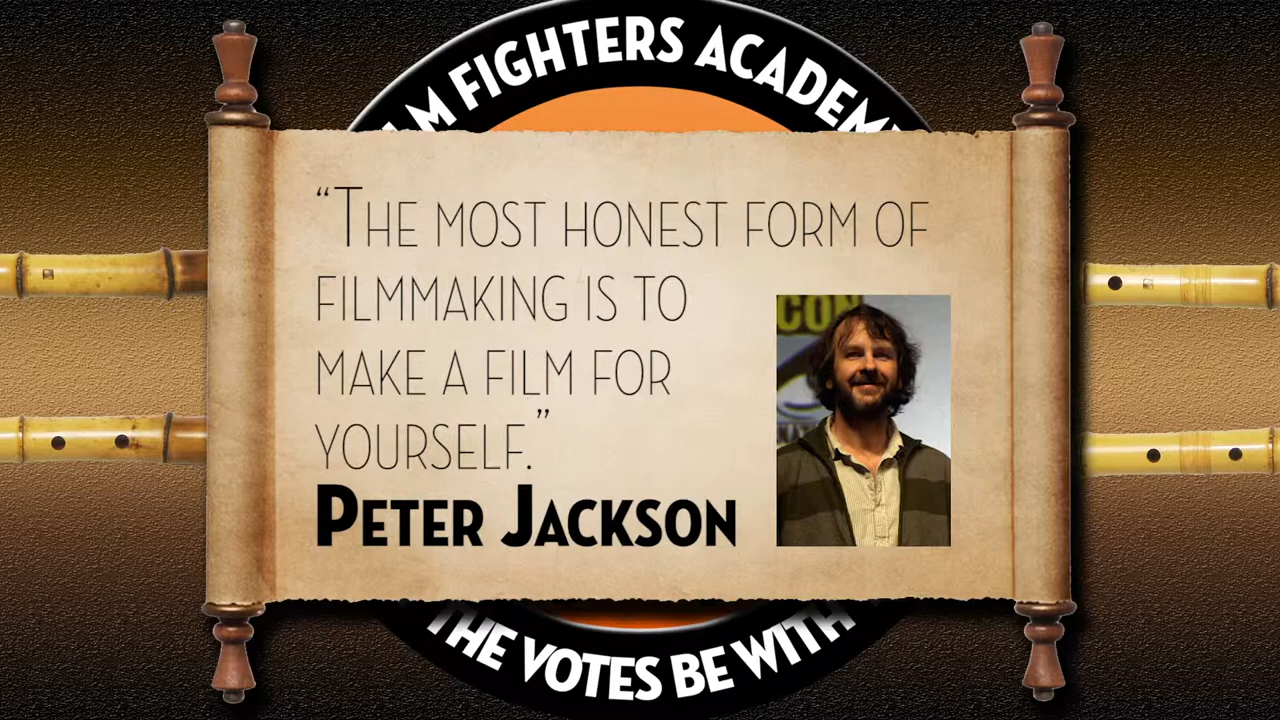 FIGHTERS ACADEM
“THE MOST HONEST FORM OF
FILMMAKING IS TO
MAKE A FILM FOR
YOURSELF.”
PETER JACKSON
CON
THE VOTES BE WITH